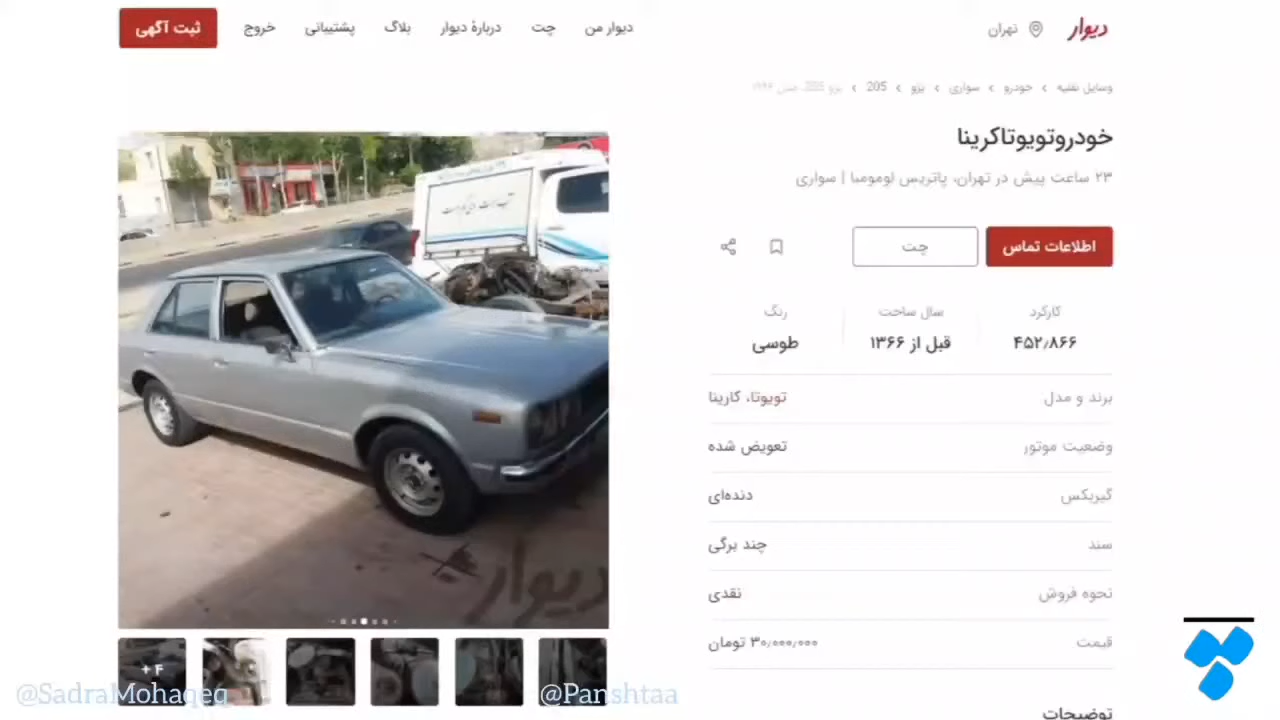 دیوار
تهران
دیوار من
چت
دربارهٔ دیوار
بلاگ
پشتیبانی
خروج
ثبت آگهی
وسایل نقلیه ‹ خودرو ‹ سواری ‹ پژو ‹ 205 ‹
خودروتویوتاکرینا
۲۳ ساعت پیش در تهران، پاتریس لومومبا | سواری
اطلاعات تماس
چت
کارکرد
سال ساخت
رنگ
۴۵۲٫۸۶۶
قبل از ۱۳۶۶
طوسی
برند و مدل
تویوتا، کارینا
وضعیت موتور
تعویض شده
گیربکس
دنده‌ای
سند
چند برگی
نحوه فروش
نقدی
قیمت
۳۰٫۰۰۰٫۰۰۰ تومان
توضیحات
دیوار
+ ۴
@SadraMohaqeq
@Panshtaa